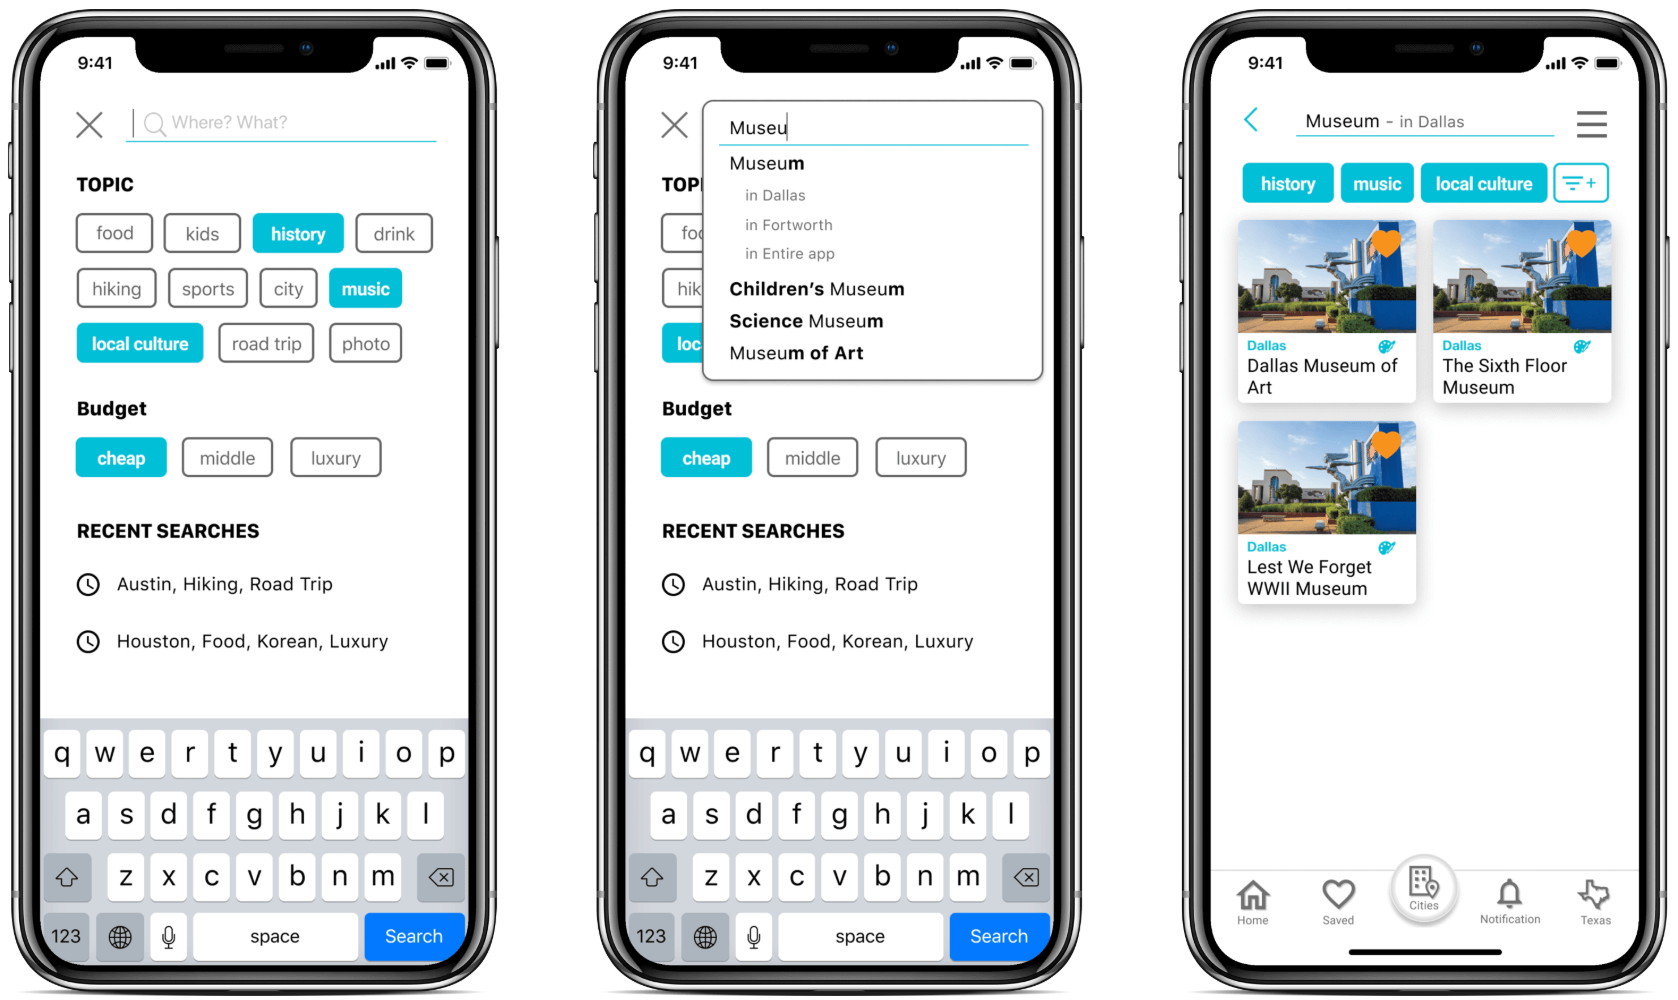 9:41
Where? What?
TOPIC
food kids history drink
hiking sports city music
local culture road trip photo
Budget
cheap middle luxury
RECENT SEARCHES
Austin, Hiking, Road Trip
Houston, Food, Korean, Luxury
q w e r t y u i o p
a s d f g h j k l
z x c v b n m
123 space Search
9:41
Museu
Museum
in Dallas
in Fortworth
in Entire app
Children's Museum
Science Museum
Museum of Art
TOPI
foo
hik
loc
Budget
cheap middle luxury
RECENT SEARCHES
Austin, Hiking, Road Trip
Houston, Food, Korean, Luxury
q w e r t y u i o p
a s d f g h j k l
z x c v b n m
123 space Search
9:41
Museum - in Dallas
history music local culture +
Dallas
Dallas Museum of
Art
Dallas
The Sixth Floor
Museum
Dallas
Lest We Forget
WWII Museum
Home Saved Cities Notification Texas